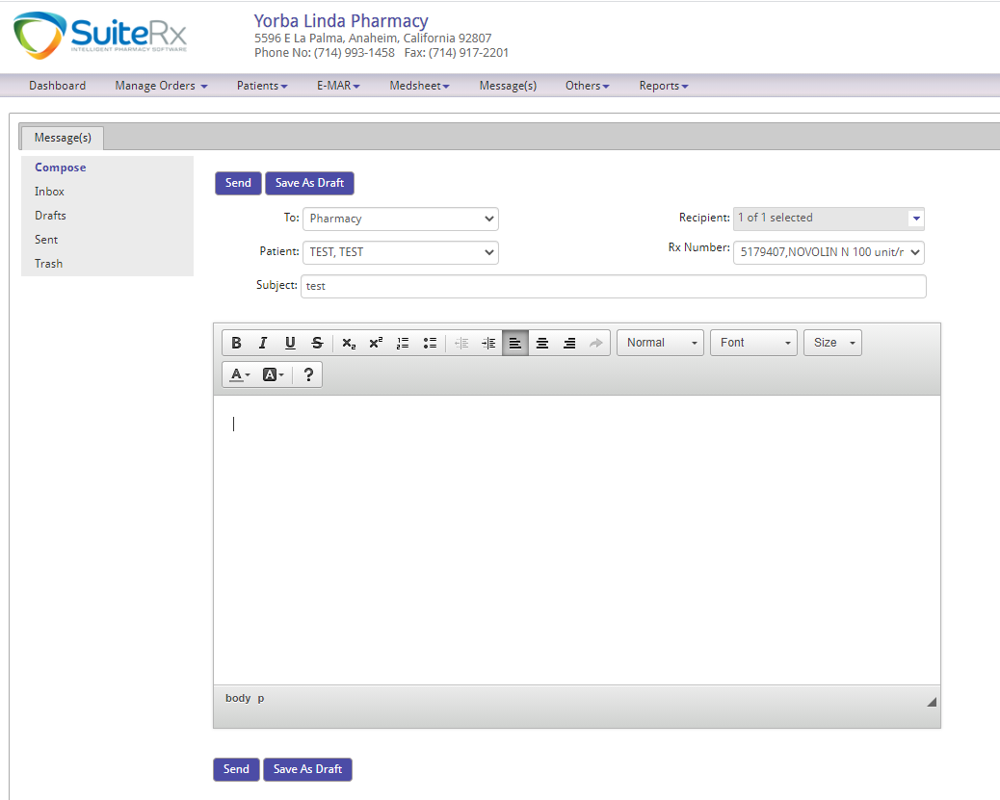 SuiteRx
INTELLIGENT PHARMACY SOFTWARE
Yorba Linda Pharmacy
5596 E La Palma, Anaheim, California 92807
Phone No: (714) 993-1458 Fax: (714) 917-2201
Dashboard Manage Orders Patients E-MAR Medsheet Message(s) Others Reports
Message(s)
Compose
Inbox
Drafts
Sent
Trash
Send Save As Draft
To: Pharmacy Recipient: 1 of 1 selected
Patient: TEST, TEST Rx Number: 5179407,NOVOLIN N 100 unit/r
Subject: test
B I U S x₂ x² Normal Font Size
A A ?
body p
Send Save As Draft